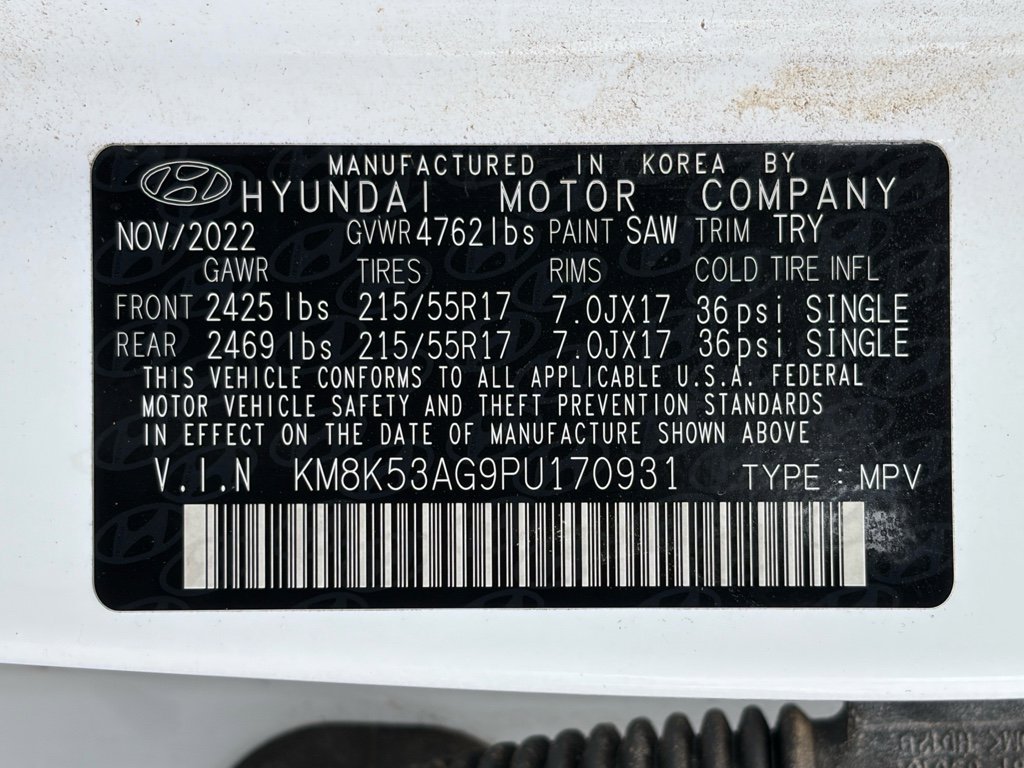 MANUFACTURED IN KOREA BY
HYUNDAI MOTOR COMPANY
NOV/2022 GVWR 4762lbs PAINT SAW TRIM TRY
GAWR TIRES RIMS COLD TIRE INFL
FRONT 2425lbs 215/55R17 7.0JX17 36psi SINGLE
REAR 2469lbs 215/55R17 7.0JX17 36psi SINGLE
THIS VEHICLE CONFORMS TO ALL APPLICABLE U.S.A. FEDERAL
MOTOR VEHICLE SAFETY AND THEFT PREVENTION STANDARDS
IN EFFECT ON THE DATE OF MANUFACTURE SHOWN ABOVE
V.I.N KM8K53AG9PU170931 TYPE : MPV